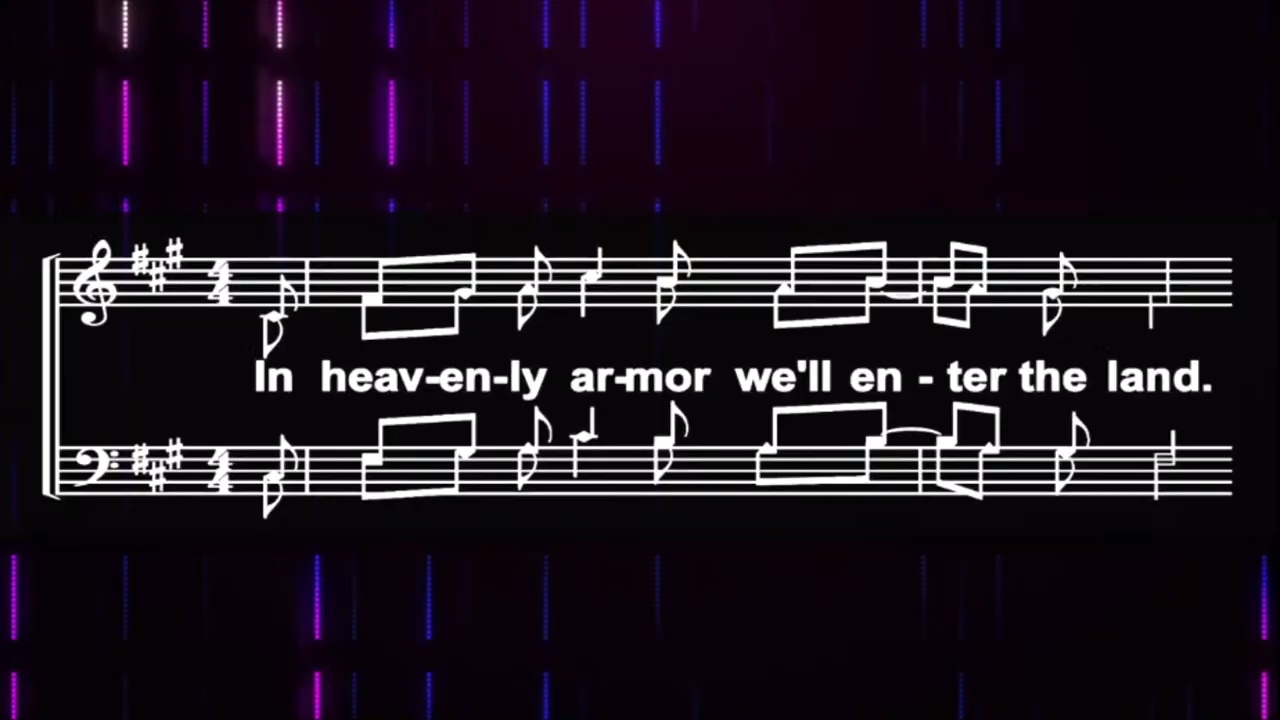 In heav-en-ly ar-mor we'll en - ter the land.